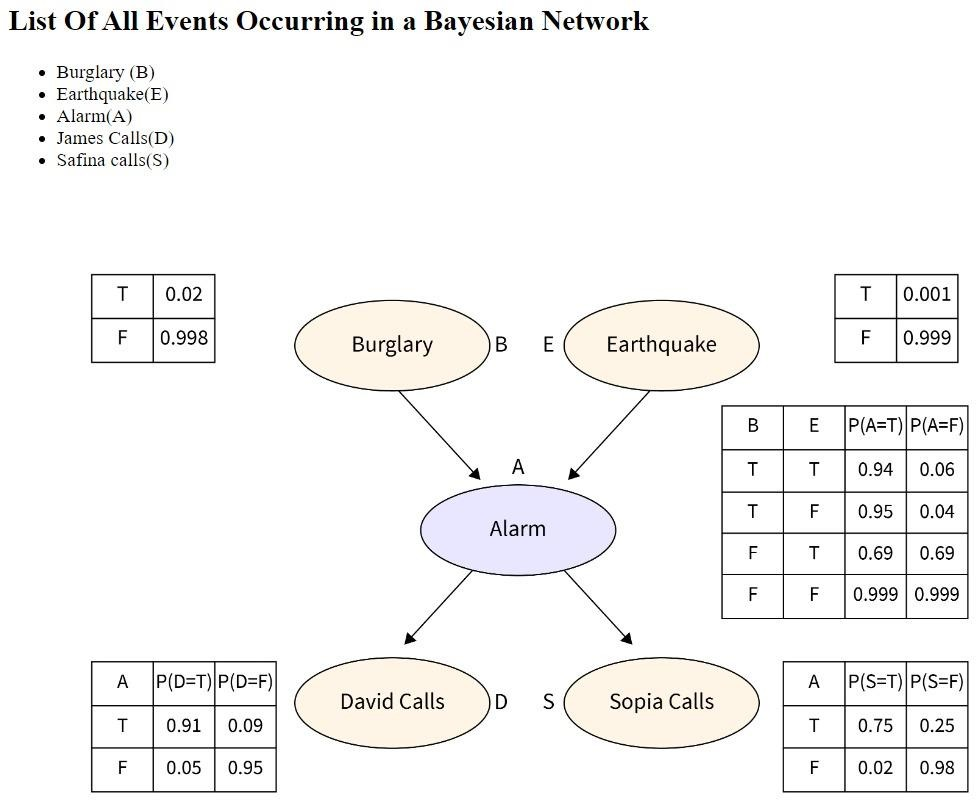 List Of All Events Occurring in a Bayesian Network
Burglary (B)
Earthquake(E)
Alarm(A)
James Calls(D)
Safina calls(S)
T 0.02
F 0.998
Burglary B
E Earthquake
T 0.001
F 0.999
B E P(A=T) P(A=F)
T T 0.94 0.06
T F 0.95 0.04
F T 0.69 0.69
F F 0.999 0.999
A
Alarm
A P(D=T) P(D=F)
T 0.91 0.09
F 0.05 0.95
David Calls D
S Sopia Calls
A P(S=T) P(S=F)
T 0.75 0.25
F 0.02 0.98